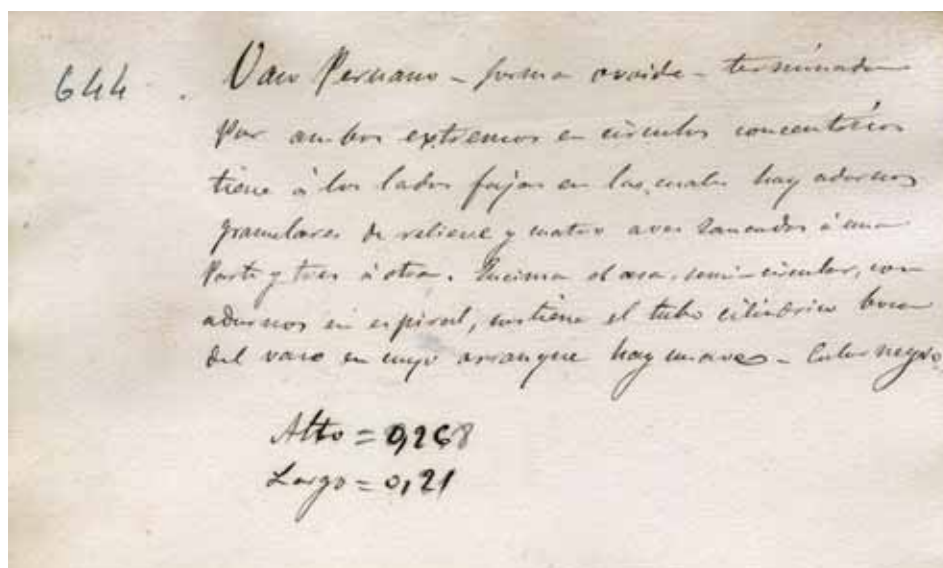 644. Vaso Peruano - forma ovoide - terminado
por ambos extremos en círculos concentricos
tiene á los lados fajas en las cuales hay adornos
granulares de relieve y cuatro aves zancudas á una
parte y tres á otra. Encima el asa, semi-circular, con
adornos en espiral, sostiene el tubo cilíndrico boca
del vaso en cuyo arranque hay un ave - Color negro
Alto = 0,268
Largo = 0,21